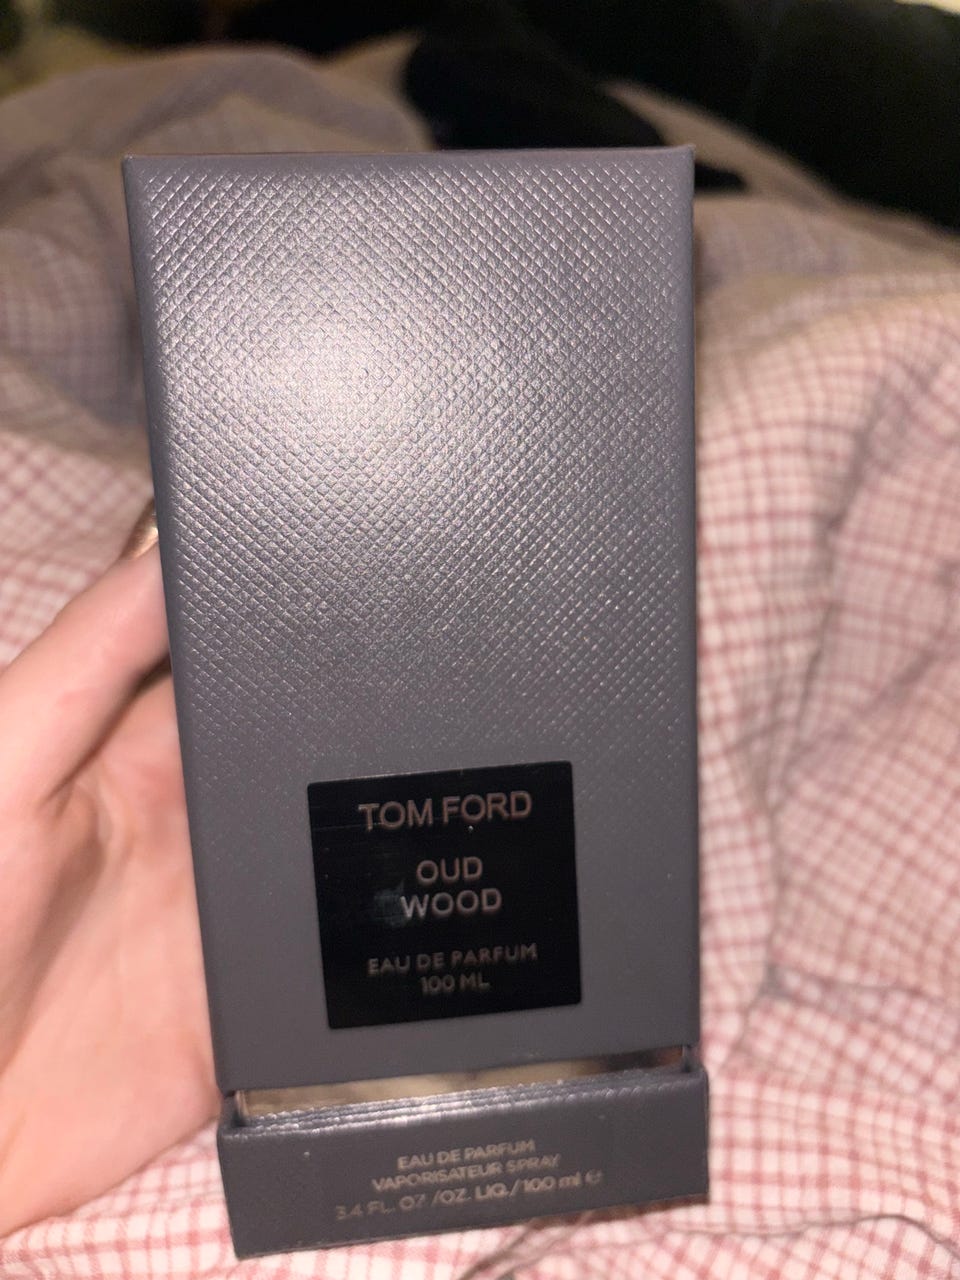 TOM FORD
OUD
WOOD
EAU DE PARFUM
100 ML
EAU DE PARFUM
VAPORISATEUR SPRAY
3.4 FL. OZ /OZ. LIQ./100 ml ℮